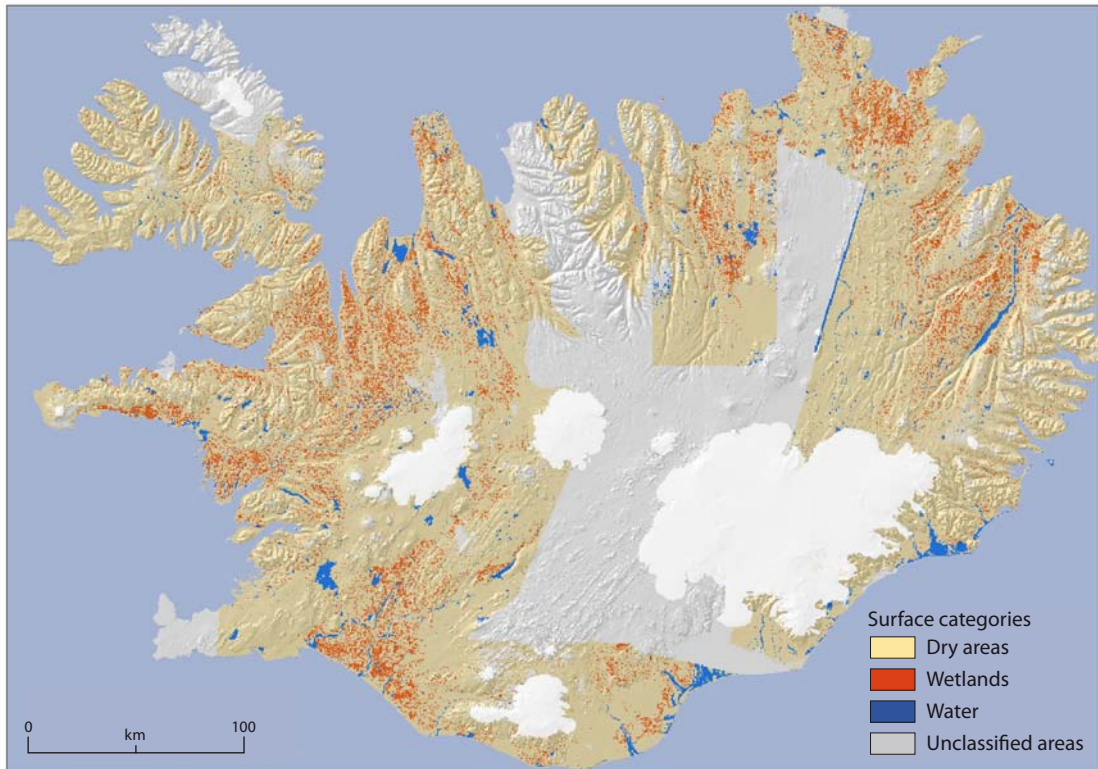 Surface categories
Dry areas
Wetlands
Water
Unclassified areas
0
100
km